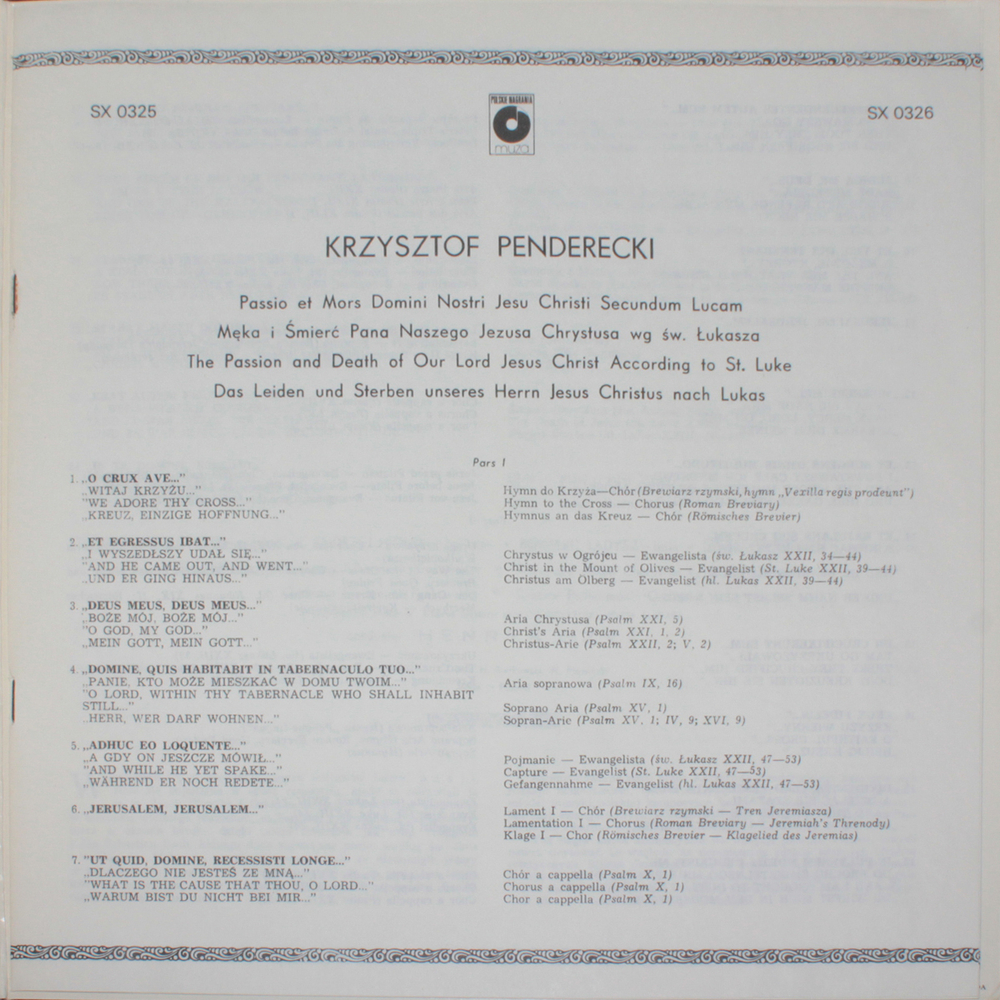 SX 0325
POLSKIE NAGRANIA
muza
SX 0326
KRZYSZTOF PENDERECKI
Passio et Mors Domini Nostri Jesu Christi Secundum Lucam
Męka i Śmierć Pana Naszego Jezusa Chrystusa wg św. Łukasza
The Passion and Death of Our Lord Jesus Christ According to St. Luke
Das Leiden und Sterben unseres Herrn Jesus Christus nach Lukas
Pars I
1. „O CRUX AVE..."
„WITAJ KRZYŻU..."
"WE ADORE THY CROSS..."
„KREUZ, EINZIGE HOFFNUNG..."
Hymn do Krzyża—Chór (Brewiarz rzymski, hymn „Vexilla regis prodeunt")
Hymn to the Cross — Chorus (Roman Breviary)
Hymnus an das Kreuz — Chór (Römisches Brevier)
2. „ET EGRESSUS IBAT..."
„I WYSZEDŁSZY UDAŁ SIĘ..."
"AND HE CAME OUT, AND WENT..."
„UND ER GING HINAUS..."
Chrystus w Ogrójcu — Ewangelista (św. Łukasz XXII, 34—44)
Christ in the Mount of Olives — Evangelist (St. Luke XXII, 39—44)
Christus am Olberg — Evangelist (hl. Lukas XXII, 39—44)
3. „DEUS MEUS, DEUS MEUS..."
„BOŻE MÓJ, BOŻE MÓJ..."
"O GOD, MY GOD..."
„MEIN GOTT, MEIN GOTT..."
Aria Chrystusa (Psalm XXI, 5)
Christ's Aria (Psalm XXI, 1, 2)
Christus-Arie (Psalm XXII, 2; V, 2)
4. „DOMINE, QUIS HABITABIT IN TABERNACULO TUO..."
„PANIE, KTO MOŻE MIESZKAĆ W DOMU TWOIM..."
"O LORD, WITHIN THY TABERNACLE WHO SHALL INHABIT
STILL..."
„HERR, WER DARF WOHNEN..."
Aria sopranowa (Psalm IX, 16)
Soprano Aria (Psalm XV, 1)
Sopran-Arie (Psalm XV, 1; IV, 9; XVI, 9)
5. „ADHUC EO LOQUENTE..."
„A GDY ON JESZCZE MÓWIŁ..."
"AND WHILE HE YET SPAKE..."
„WÄHREND ER NOCH REDETE..."
Pojmanie — Ewangelista (św. Łukasz XXII, 47—53)
Capture — Evangelist (St. Luke XXII, 47—53)
Gefangennahme — Evangelist (hl. Lukas XXII, 47—53)
6. „JERUSALEM, JERUSALEM..."
Lament I — Chór (Brewiarz rzymski — Tren Jeremiasza)
Lamentation I — Chorus (Roman Breviary — Jeremiah's Threnody)
Klage I — Chor (Römisches Brevier — Klagelied des Jeremias)
7. "UT QUID, DOMINE, RECESSISTI LONGE..."
„DLACZEGO NIE JESTEŚ ZE MNĄ..."
"WHAT IS THE CAUSE THAT THOU, O LORD..."
„WARUM BIST DU NICHT BEI MIR..."
Chór a cappella (Psalm X, 1)
Chorus a cappella (Psalm X, 1)
Chor a cappella (Psalm X, 1)